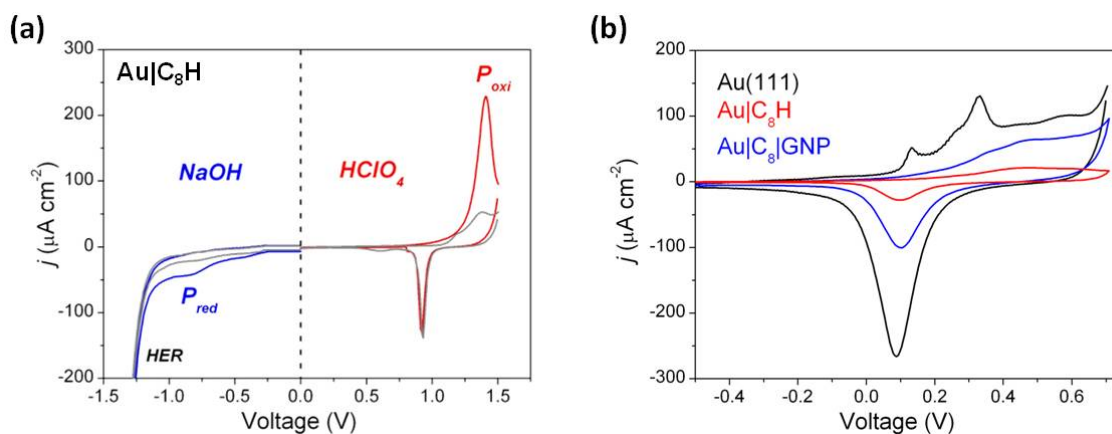 (a)
300
200
100
0
-100
-200
j (μA cm⁻²)
Au|C₈H
NaOH
HClO₄
P_oxi
P_red
HER
-1.5 -1.0 -0.5 0.0 0.5 1.0 1.5
Voltage (V)
(b)
200
100
0
-100
-200
-300
j (μA cm⁻²)
Au(111)
Au|C₈H
Au|C₈|GNP
-0.4 -0.2 0.0 0.2 0.4 0.6
Voltage (V)